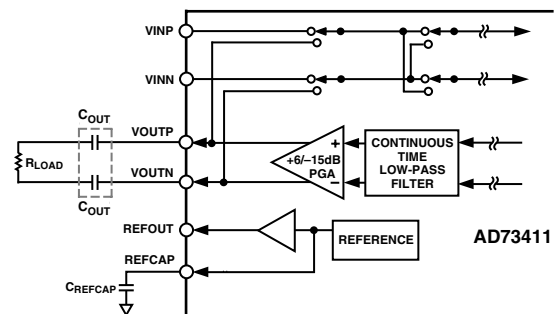 VINP
VINN
COUT
VOUTP
RLOAD
VOUTN
COUT
+
–
+6/–15dB
PGA
CONTINUOUS
TIME
LOW-PASS
FILTER
REFOUT
REFERENCE
AD73411
REFCAP
CREFCAP